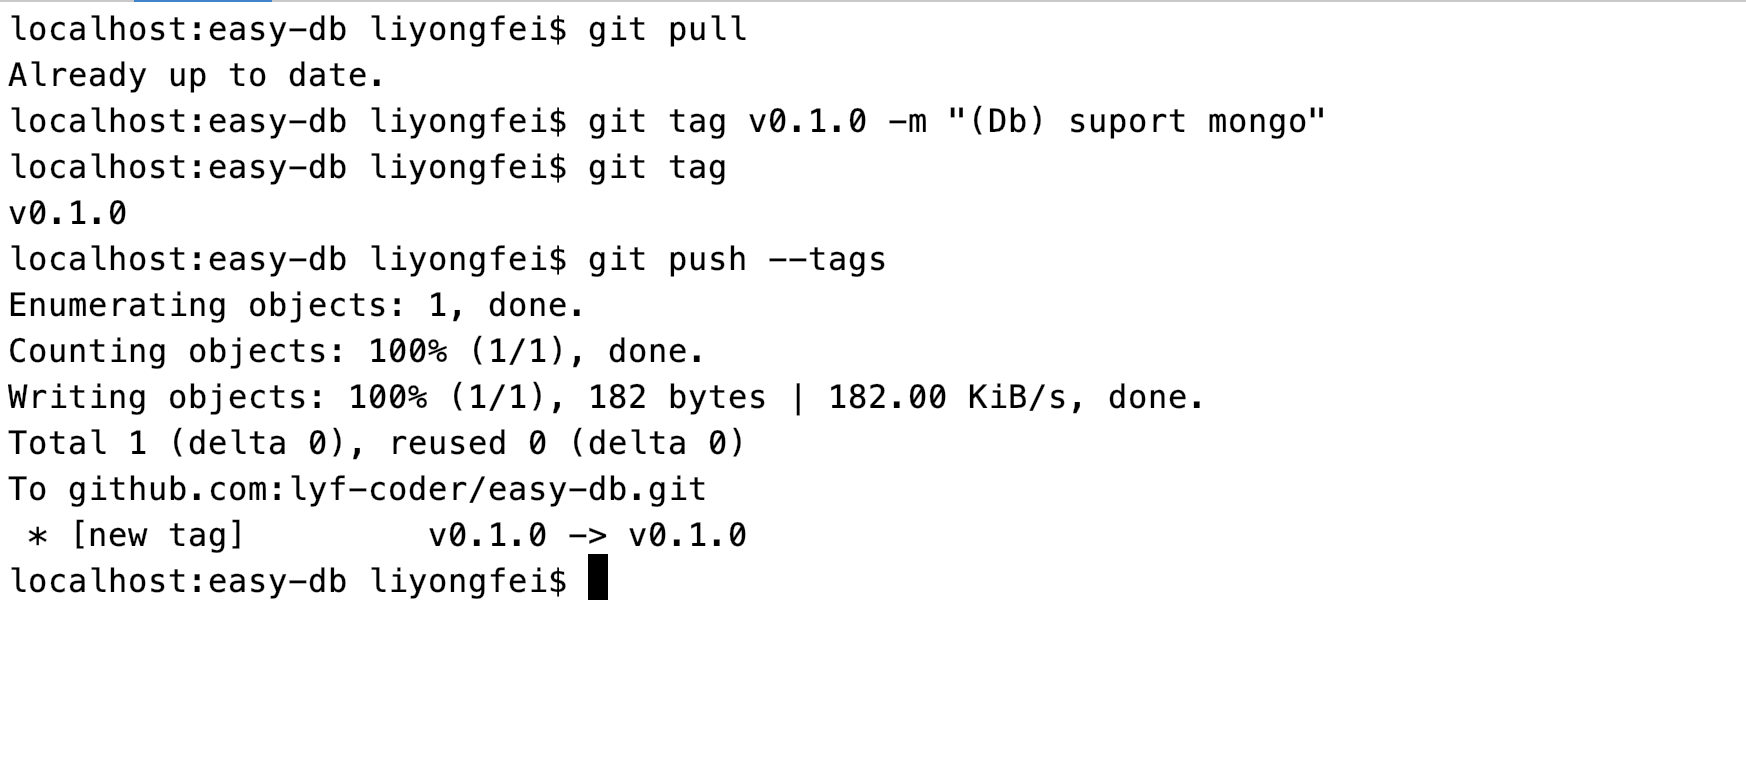 localhost:easy-db liyongfei$ git pull
Already up to date.
localhost:easy-db liyongfei$ git tag v0.1.0 -m "(Db) suport mongo"
localhost:easy-db liyongfei$ git tag
v0.1.0
localhost:easy-db liyongfei$ git push --tags
Enumerating objects: 1, done.
Counting objects: 100% (1/1), done.
Writing objects: 100% (1/1), 182 bytes | 182.00 KiB/s, done.
Total 1 (delta 0), reused 0 (delta 0)
To github.com:lyf-coder/easy-db.git
 * [new tag]         v0.1.0 -> v0.1.0
localhost:easy-db liyongfei$